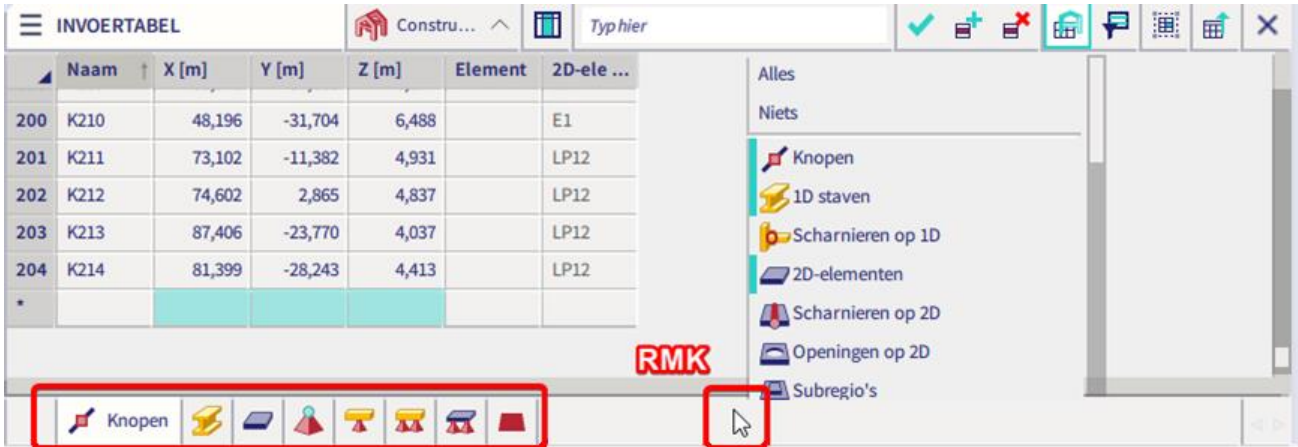 INVOERTABEL Constru... Typ hier
Naam X [m] Y [m] Z [m] Element 2D-ele ...
200 K210 48,196 -31,704 6,488 E1
201 K211 73,102 -11,382 4,931 LP12
202 K212 74,602 2,865 4,837 LP12
203 K213 87,406 -23,770 4,037 LP12
204 K214 81,399 -28,243 4,413 LP12
*
Alles
Niets
Knopen
1D staven
Scharnieren op 1D
2D-elementen
Scharnieren op 2D
Openingen op 2D
Subregio's
RMK
Knopen